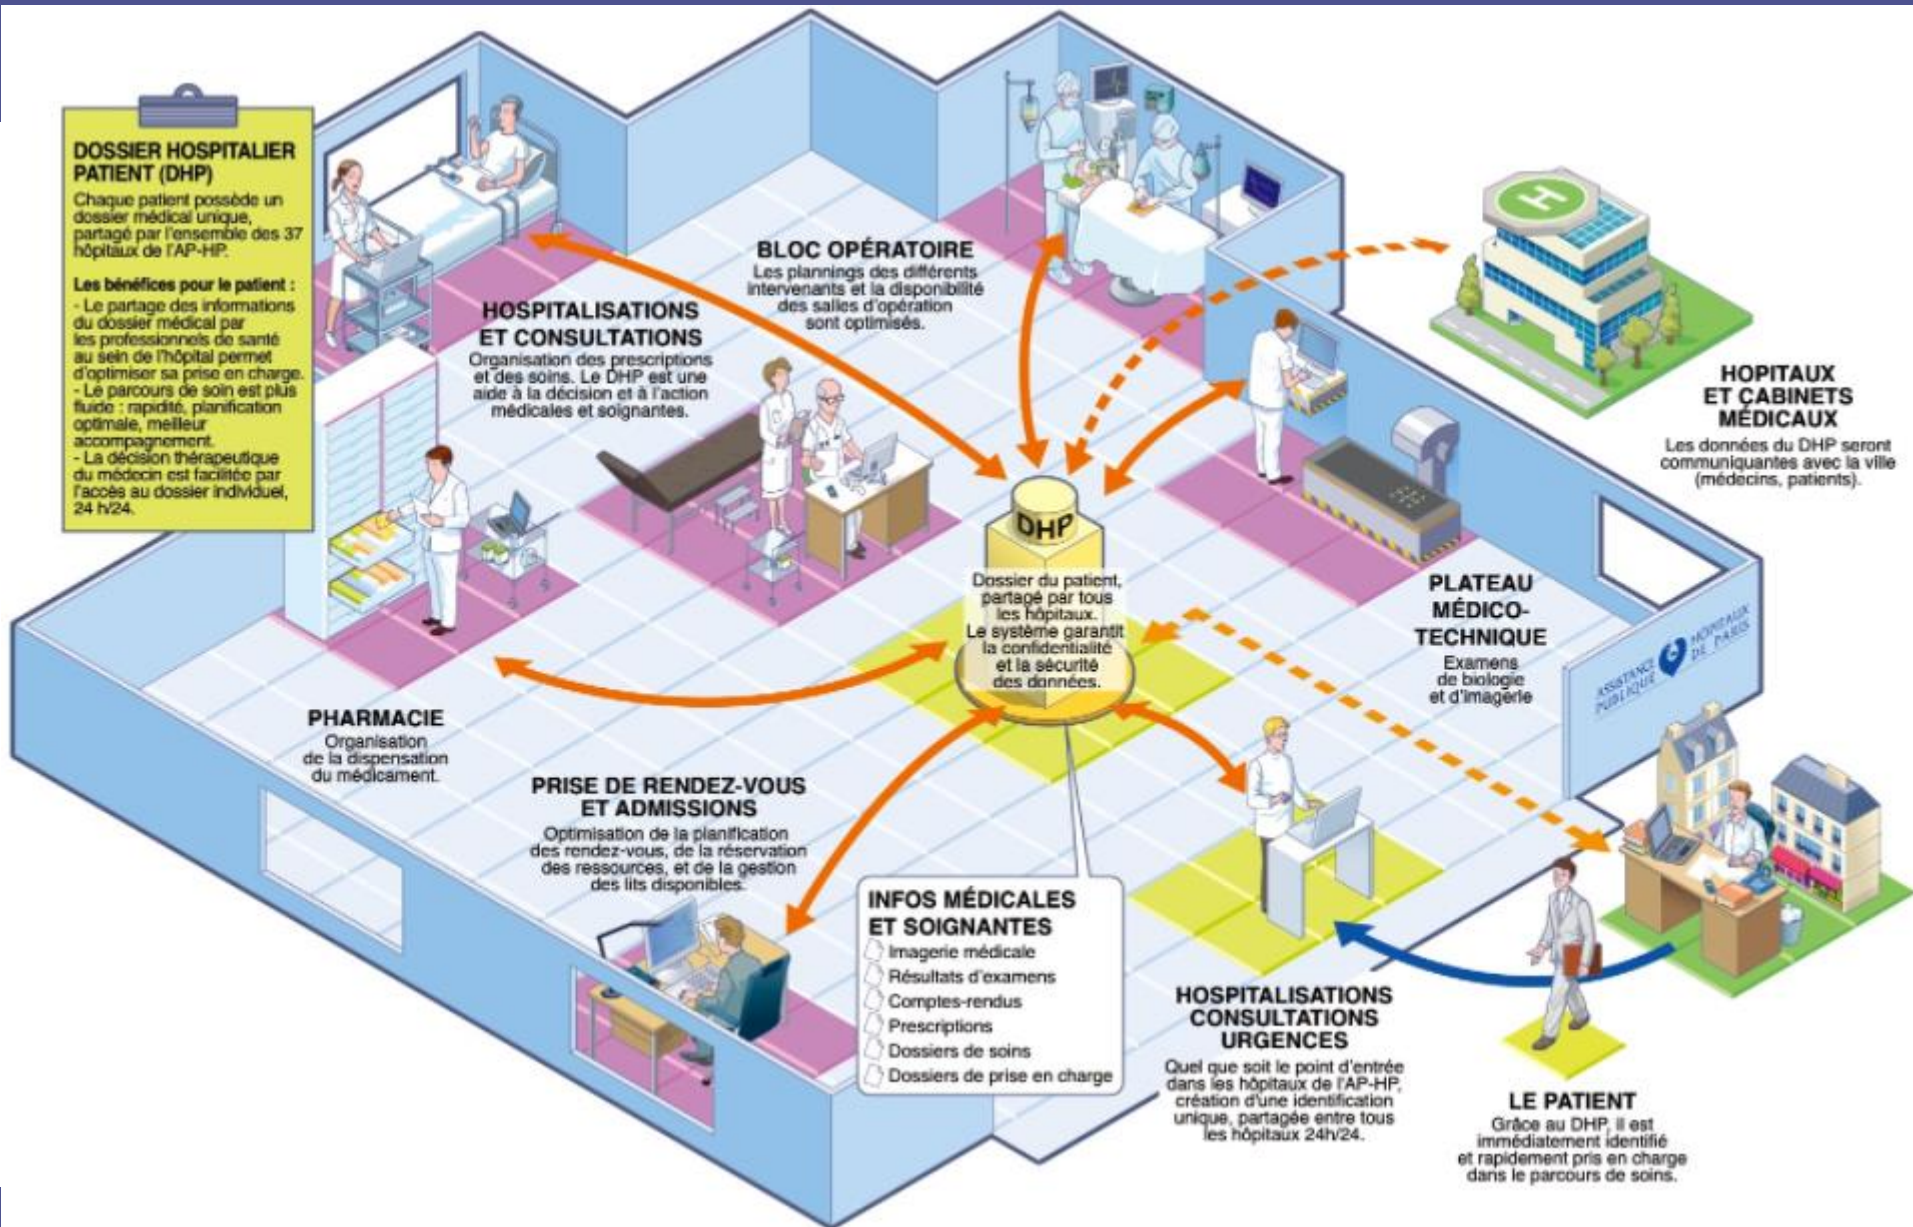 DOSSIER HOSPITALIER
PATIENT (DHP)
Chaque patient possède un
dossier médical unique,
partagé par l'ensemble des 37
hôpitaux de l'AP-HP.
Les bénéfices pour le patient :
- Le partage des informations
du dossier médical par
les professionnels de santé
au sein de l'hôpital permet
d'optimiser sa prise en charge.
- Le parcours de soin est plus
fluide : rapidité, planification
optimale, meilleur
accompagnement.
- La décision thérapeutique
du médecin est facilitée par
l'accès au dossier individuel,
24 h/24.
HOSPITALISATIONS
ET CONSULTATIONS
Organisation des prescriptions
et des soins. Le DHP est une
aide à la décision et à l'action
médicales et soignantes.
BLOC OPÉRATOIRE
Les plannings des différents
intervenants et la disponibilité
des salles d'opération
sont optimisés.
H
HOPITAUX
ET CABINETS
MÉDICAUX
Les données du DHP seront
communiquantes avec la ville
(médecins, patients).
DHP
Dossier du patient,
partagé par tous
les hôpitaux.
Le système garantit
la confidentialité
et la sécurité
des données.
PLATEAU
MÉDICO-
TECHNIQUE
Examens
de biologie
et d'imagerie
ASSISTANCE
PUBLIQUE
HÔPITAUX
DE PARIS
PHARMACIE
Organisation
de la dispensation
du médicament.
PRISE DE RENDEZ-VOUS
ET ADMISSIONS
Optimisation de la planification
des rendez-vous, de la réservation
des ressources, et de la gestion
des lits disponibles.
INFOS MÉDICALES
ET SOIGNANTES
Imagerie médicale
Résultats d'examens
Comptes-rendus
Prescriptions
Dossiers de soins
Dossiers de prise en charge
HOSPITALISATIONS
CONSULTATIONS
URGENCES
Quel que soit le point d'entrée
dans les hôpitaux de l'AP-HP,
création d'une identification
unique, partagée entre tous
les hôpitaux 24h/24.
LE PATIENT
Grâce au DHP, il est
immédiatement identifié
et rapidement pris en charge
dans le parcours de soins.